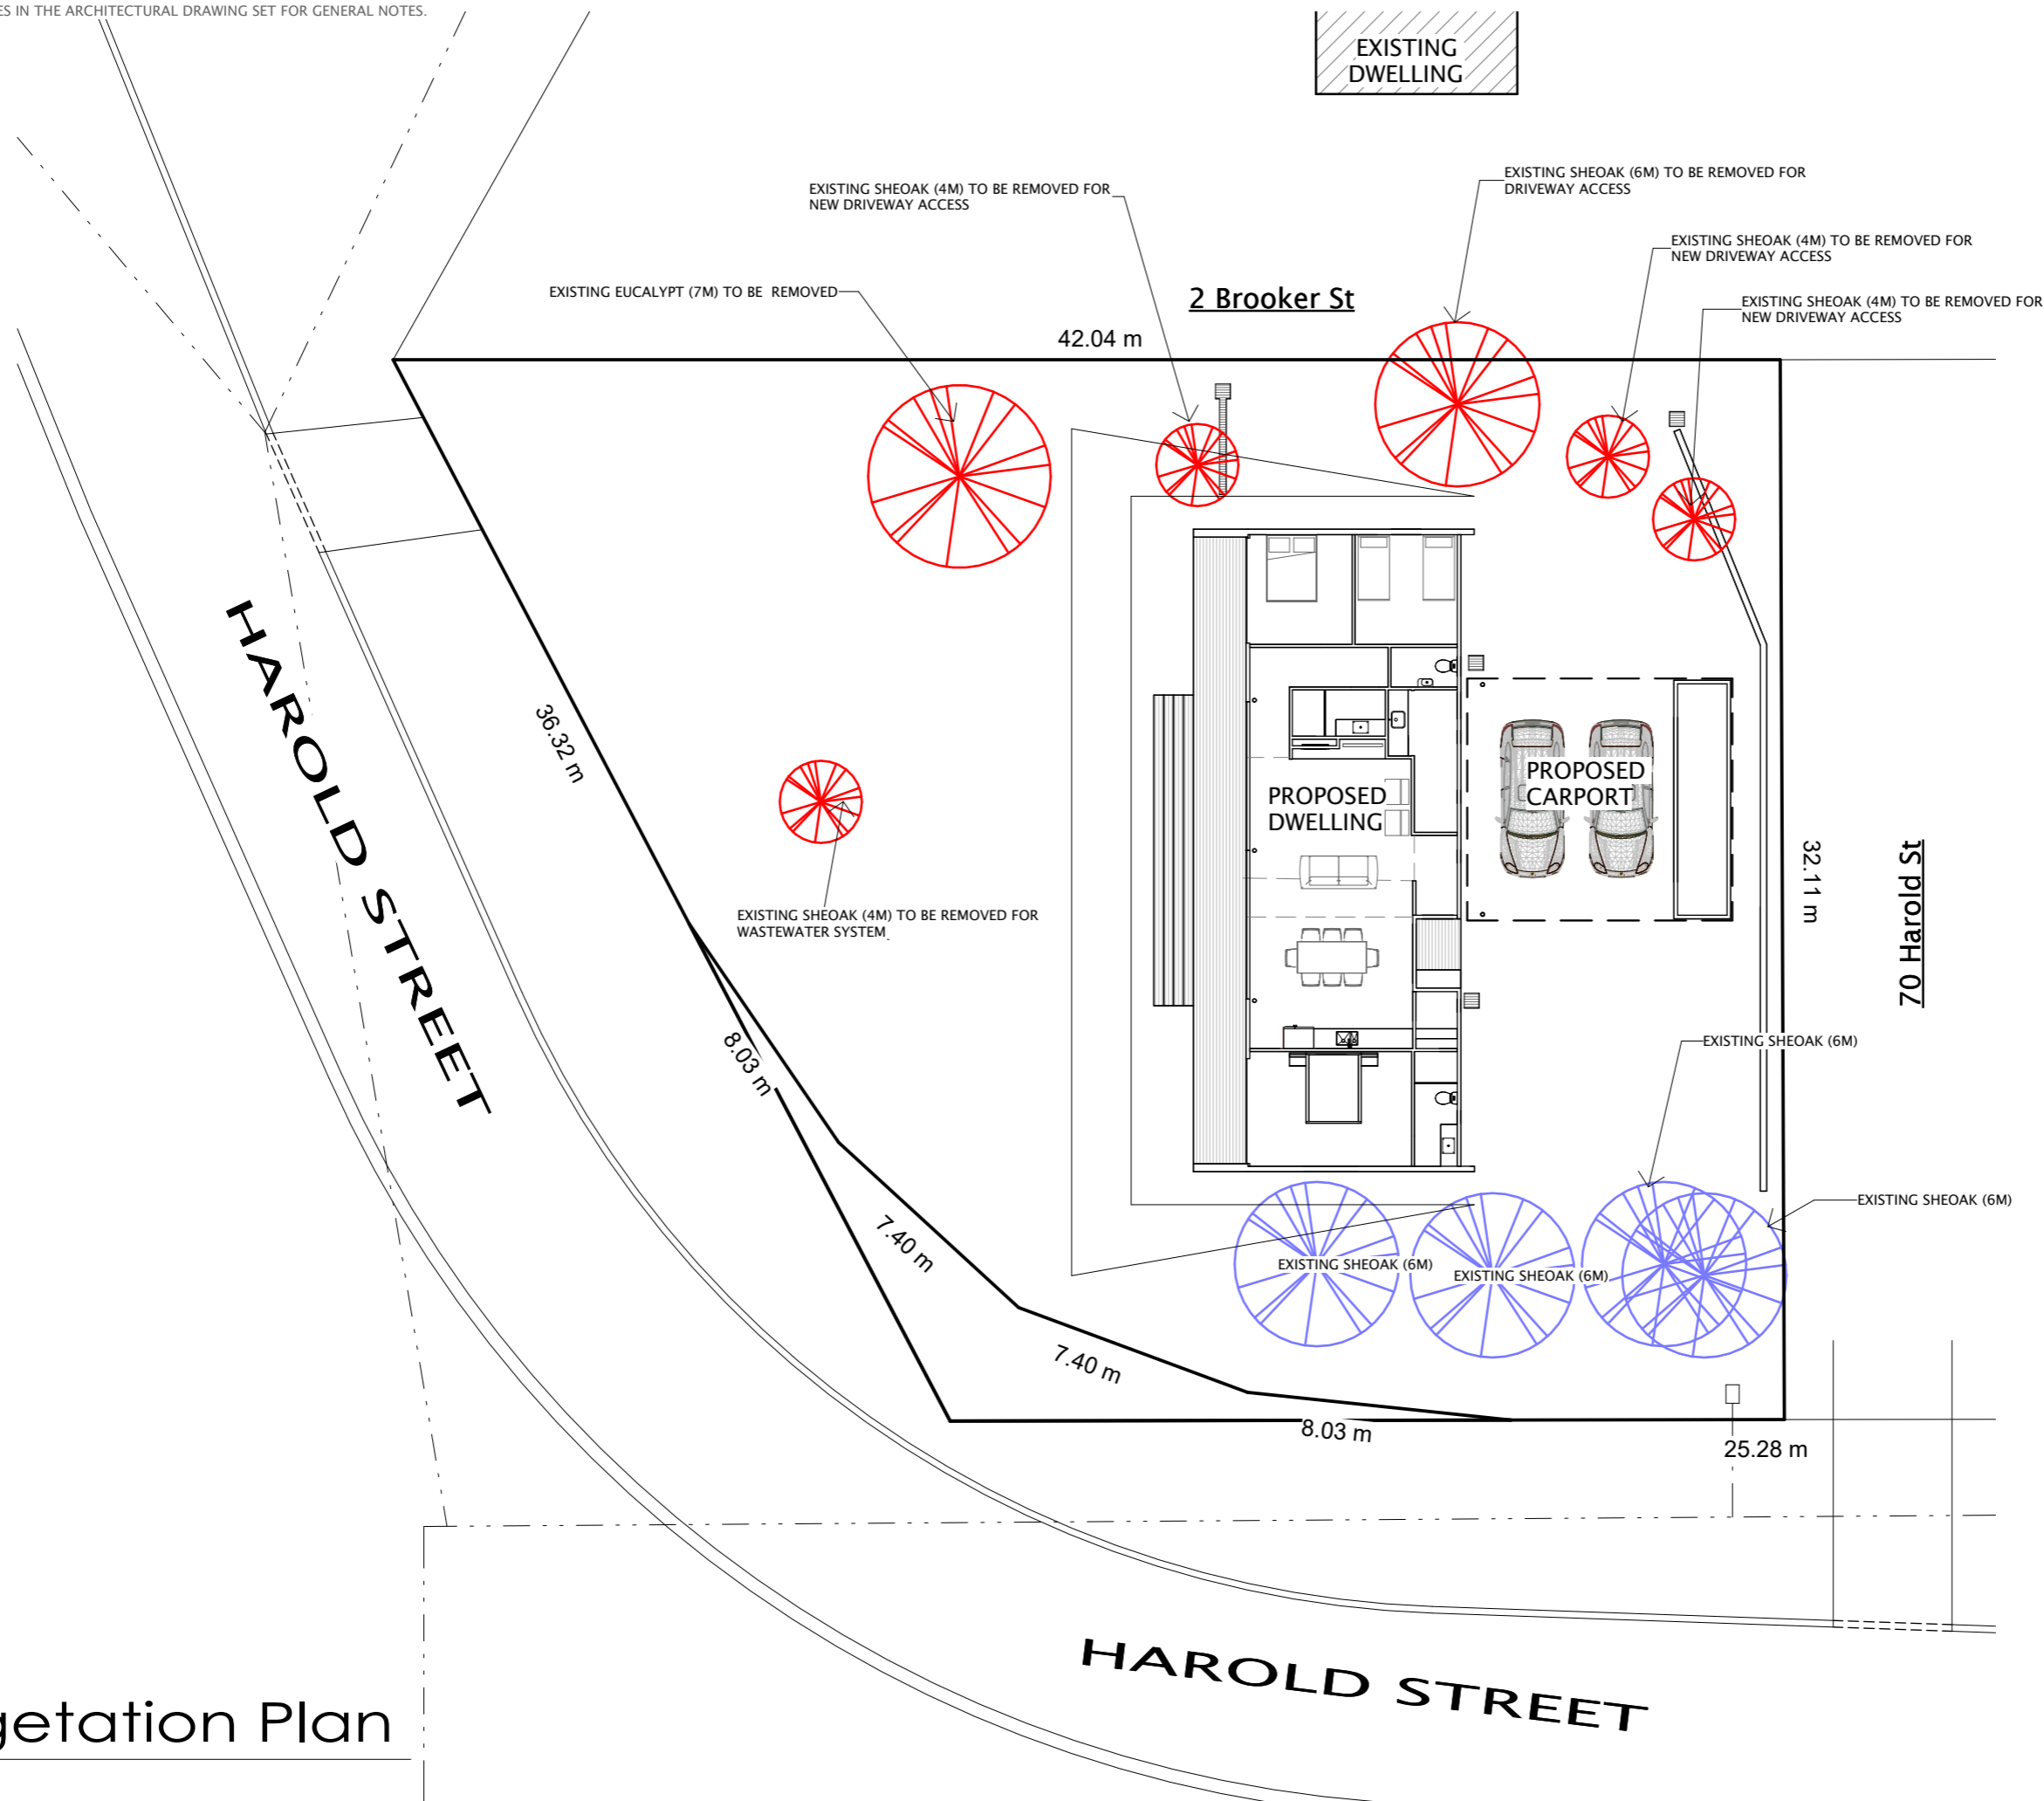 ES IN THE ARCHITECTURAL DRAWING SET FOR GENERAL NOTES.
EXISTING
DWELLING
EXISTING SHEOAK (6M) TO BE REMOVED FOR
DRIVEWAY ACCESS
EXISTING SHEOAK (4M) TO BE REMOVED FOR
NEW DRIVEWAY ACCESS
EXISTING SHEOAK (4M) TO BE REMOVED FOR
NEW DRIVEWAY ACCESS
EXISTING EUCALYPT (7M) TO BE  REMOVED
2 Brooker St
EXISTING SHEOAK (4M) TO BE REMOVED FOR
NEW DRIVEWAY ACCESS
42.04 m
HAROLD STREET
36.32 m
PROPOSED
CARPORT
PROPOSED
DWELLING
32.11 m
70 Harold St
EXISTING SHEOAK (4M) TO BE REMOVED FOR
WASTEWATER SYSTEM
8.03 m
EXISTING SHEOAK (6M)
EXISTING SHEOAK (6M)
7.40 m
EXISTING SHEOAK (6M)
EXISTING SHEOAK (6M)
7.40 m
8.03 m
25.28 m
HAROLD STREET
getation Plan